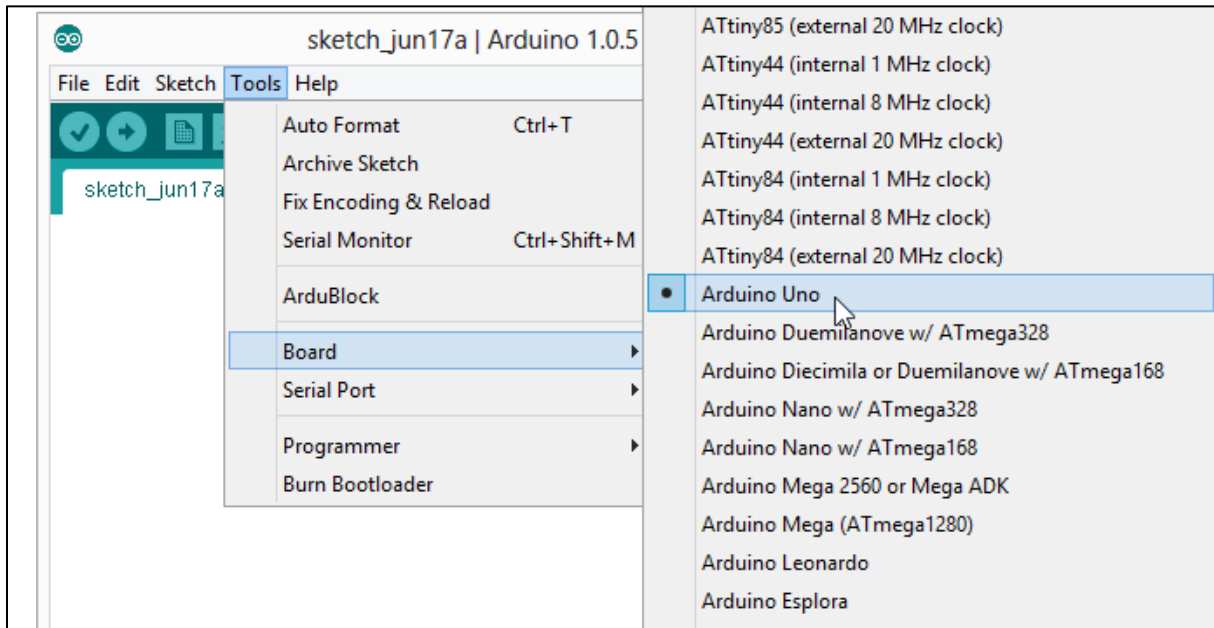 sketch_jun17a | Arduino 1.0.5
File Edit Sketch Tools Help
sketch_jun17a
Auto Format Ctrl+T
Archive Sketch
Fix Encoding & Reload
Serial Monitor Ctrl+Shift+M
ArduBlock
Board
Serial Port
Programmer
Burn Bootloader
ATtiny85 (external 20 MHz clock)
ATtiny44 (internal 1 MHz clock)
ATtiny44 (internal 8 MHz clock)
ATtiny44 (external 20 MHz clock)
ATtiny84 (internal 1 MHz clock)
ATtiny84 (internal 8 MHz clock)
ATtiny84 (external 20 MHz clock)
Arduino Uno
Arduino Duemilanove w/ ATmega328
Arduino Diecimila or Duemilanove w/ ATmega168
Arduino Nano w/ ATmega328
Arduino Nano w/ ATmega168
Arduino Mega 2560 or Mega ADK
Arduino Mega (ATmega1280)
Arduino Leonardo
Arduino Esplora